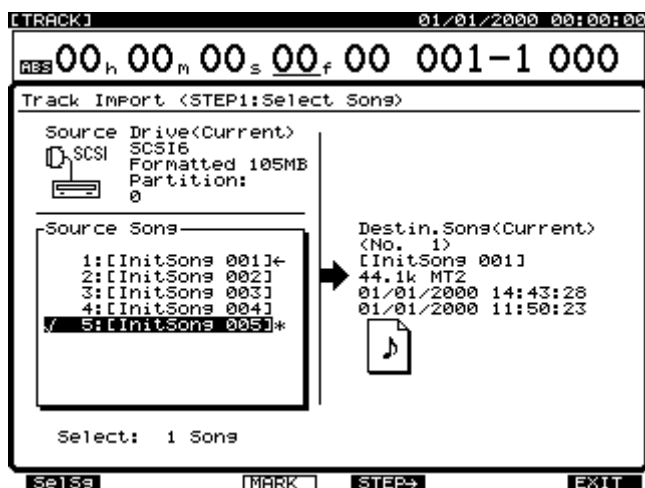 [TRACK] 01/01/2000 00:00:00
ABS 00h 00m 00s 00f 00 001-1 000
Track Import <STEP1:Select Song>
Source Drive(Current)
SCSI
SCSI6
Formatted 105MB
Partition:
0
Source Song
1:[InitSong 001]←
2:[InitSong 002]
3:[InitSong 003]
4:[InitSong 004]
√ 5:[InitSong 005]*
Select: 1 Song
Destin.Song(Current)
(No. 1)
[InitSong 001]
44.1k MT2
01/01/2000 14:43:28
01/01/2000 11:50:23
SelSg MARK STEP→ EXIT